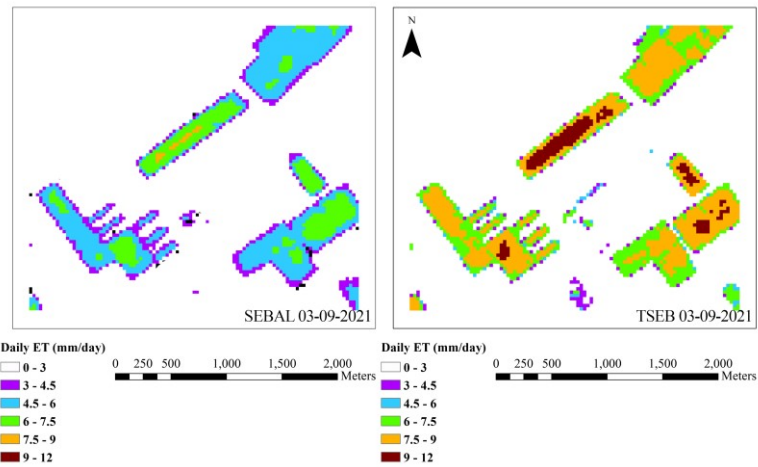 N
SEBAL 03-09-2021
TSEB 03-09-2021
Daily ET (mm/day)
0 - 3
3 - 4.5
4.5 - 6
6 - 7.5
7.5 - 9
9 - 12
0 250 500 1,000 1,500 2,000
Meters
Daily ET (mm/day)
0 - 3
3 - 4.5
4.5 - 6
6 - 7.5
7.5 - 9
9 - 12
0 250 500 1,000 1,500 2,000
Meters